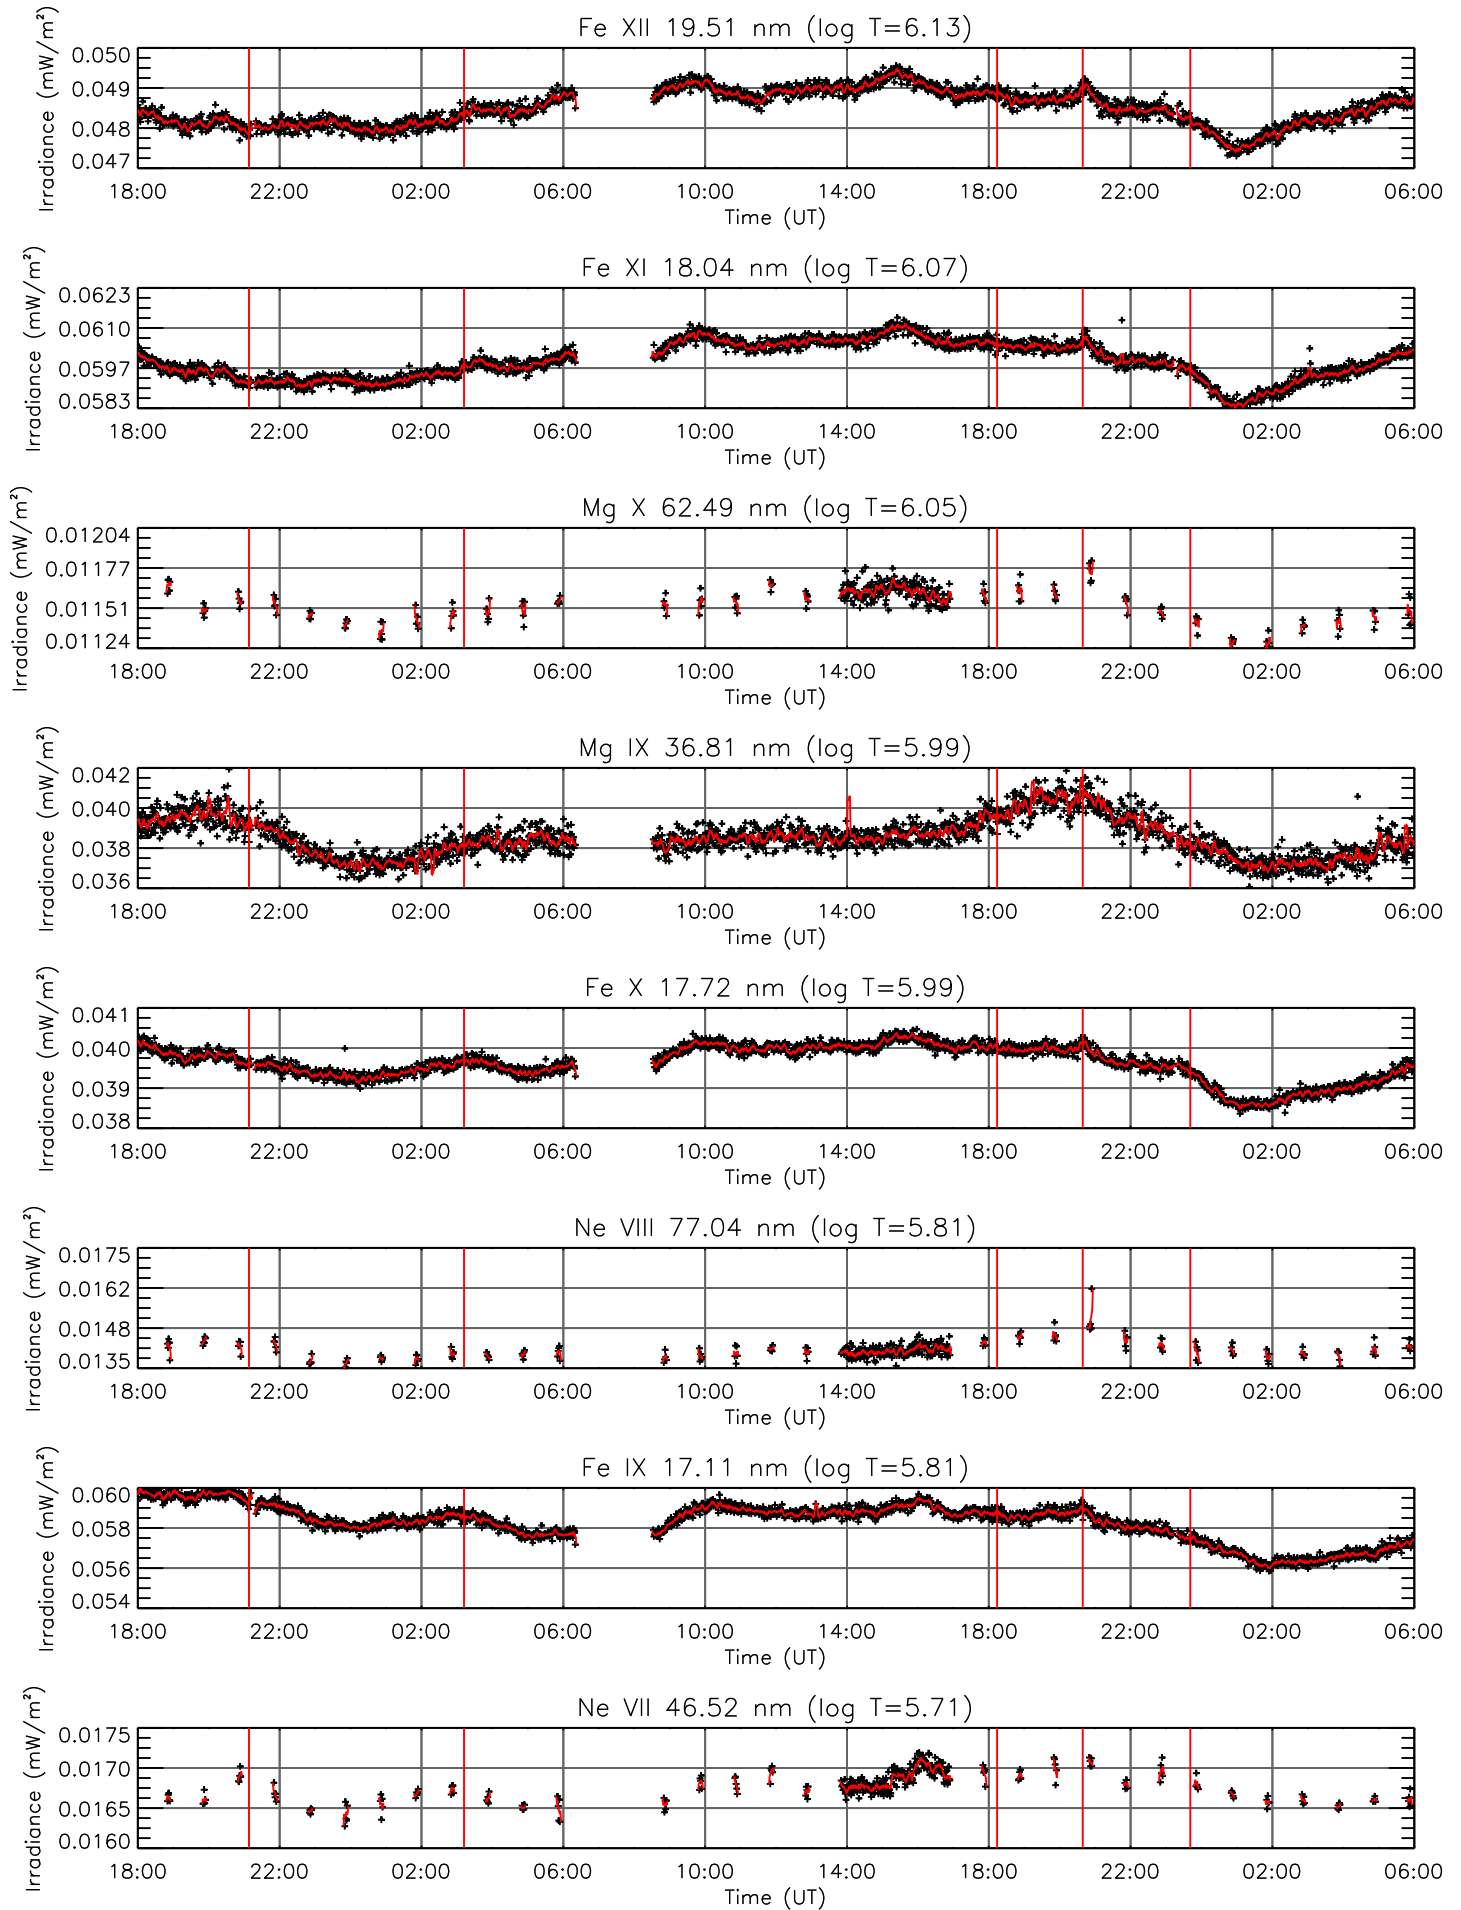 Fe XII 19.51 nm (log T=6.13)
Irradiance (mW/m²)
0.050
0.049
0.048
0.047
18:00 22:00 02:00 06:00 10:00 14:00 18:00 22:00 02:00 06:00
Time (UT)
Fe XI 18.04 nm (log T=6.07)
Irradiance (mW/m²)
0.0623
0.0610
0.0597
0.0583
18:00 22:00 02:00 06:00 10:00 14:00 18:00 22:00 02:00 06:00
Time (UT)
Mg X 62.49 nm (log T=6.05)
Irradiance (mW/m²)
0.01204
0.01177
0.01151
0.01124
18:00 22:00 02:00 06:00 10:00 14:00 18:00 22:00 02:00 06:00
Time (UT)
Mg IX 36.81 nm (log T=5.99)
Irradiance (mW/m²)
0.042
0.040
0.038
0.036
18:00 22:00 02:00 06:00 10:00 14:00 18:00 22:00 02:00 06:00
Time (UT)
Fe X 17.72 nm (log T=5.99)
Irradiance (mW/m²)
0.041
0.040
0.039
0.038
18:00 22:00 02:00 06:00 10:00 14:00 18:00 22:00 02:00 06:00
Time (UT)
Ne VIII 77.04 nm (log T=5.81)
Irradiance (mW/m²)
0.0175
0.0162
0.0148
0.0135
18:00 22:00 02:00 06:00 10:00 14:00 18:00 22:00 02:00 06:00
Time (UT)
Fe IX 17.11 nm (log T=5.81)
Irradiance (mW/m²)
0.060
0.058
0.056
0.054
18:00 22:00 02:00 06:00 10:00 14:00 18:00 22:00 02:00 06:00
Time (UT)
Ne VII 46.52 nm (log T=5.71)
Irradiance (mW/m²)
0.0175
0.0170
0.0165
0.0160
18:00 22:00 02:00 06:00 10:00 14:00 18:00 22:00 02:00 06:00
Time (UT)